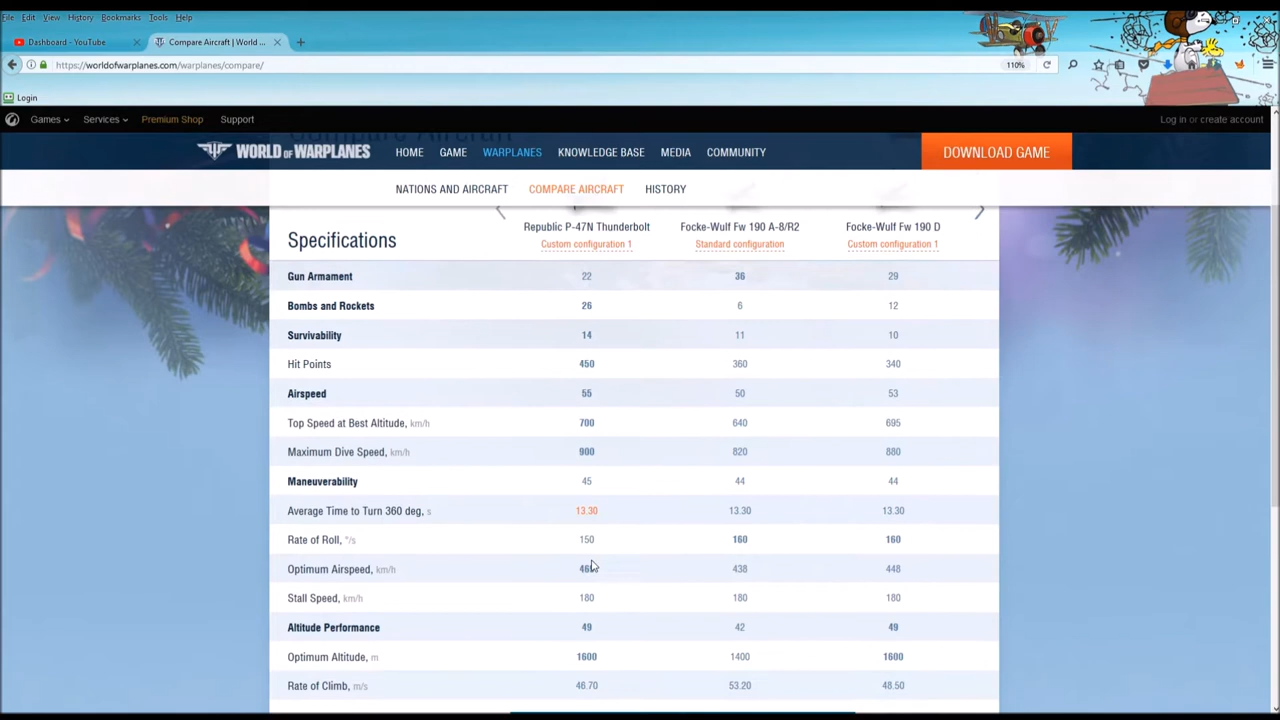 File Edit View History Bookmarks Tools Help
Dashboard - YouTube × Compare Aircraft | World ... × +
https://worldofwarplanes.com/warplanes/compare/ 110%
Login
Games Services Premium Shop Support Log in or create account
WORLD OF WARPLANES HOME GAME WARPLANES KNOWLEDGE BASE MEDIA COMMUNITY DOWNLOAD GAME
NATIONS AND AIRCRAFT COMPARE AIRCRAFT HISTORY
Republic P-47N Thunderbolt Focke-Wulf Fw 190 A-8/R2 Focke-Wulf Fw 190 D
Specifications Custom configuration 1 Standard configuration Custom configuration 1
Gun Armament 22 36 29
Bombs and Rockets 26 6 12
Survivability 14 11 10
Hit Points 450 360 340
Airspeed 55 50 53
Top Speed at Best Altitude, km/h 700 640 695
Maximum Dive Speed, km/h 900 820 880
Maneuverability 45 44 44
Average Time to Turn 360 deg, s 13.30 13.30 13.30
Rate of Roll, °/s 150 160 160
Optimum Airspeed, km/h 438 448
Stall Speed, km/h 180 180 180
Altitude Performance 49 42 49
Optimum Altitude, m 1600 1400 1600
Rate of Climb, m/s 46.70 53.20 48.50